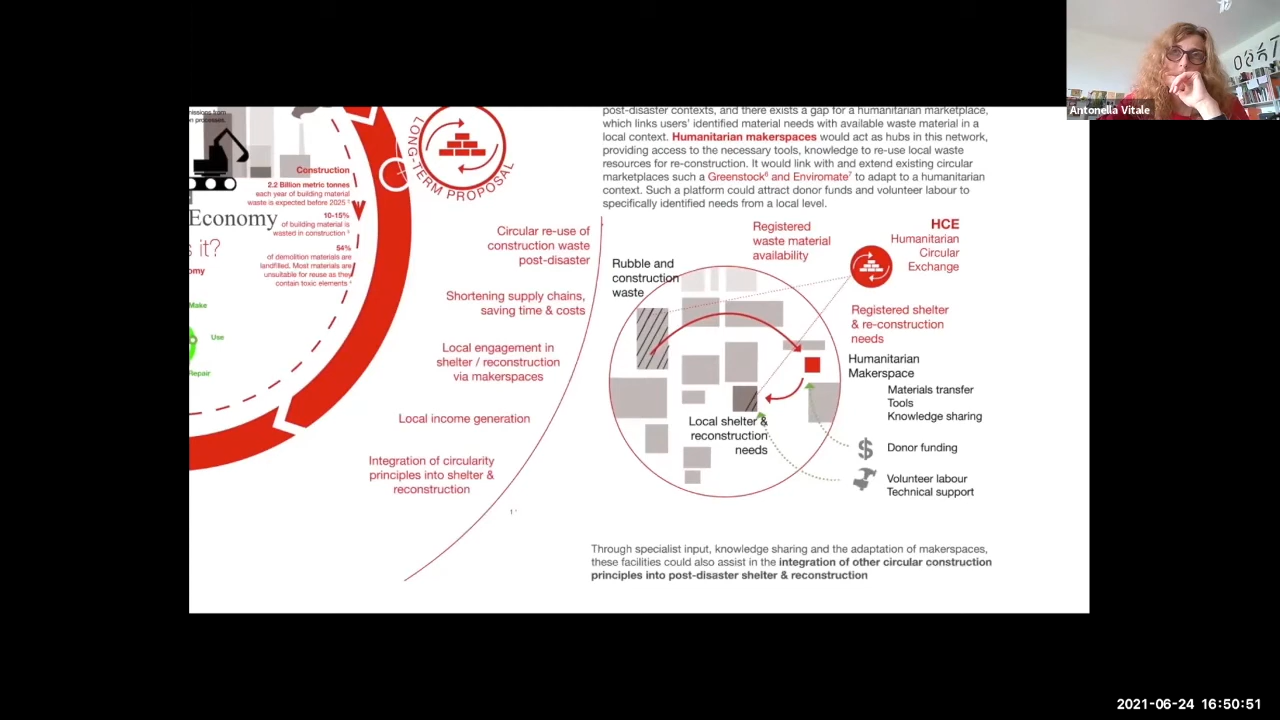 Antonella Vitale
missions from
n processes.
Construction
2.2 Billion metric tonnes
each year of building material
waste is expected before 2025 ³
10-15%
of building material is
wasted in construction
54%
of demolition materials are
landfilled. Most materials are
unsuitable for reuse as they
contain toxic elements
Economy
s it?
omy
Make
Use
Repair
LONG-TERM PROPOSAL
Circular re-use of
construction waste
post-disaster
Shortening supply chains,
saving time & costs
Local engagement in
shelter / reconstruction
via makerspaces
Local income generation
Integration of circularity
principles into shelter &
reconstruction
post-disaster contexts, and there exists a gap for a humanitarian marketplace,
which links users' identified material needs with available waste material in a
local context. Humanitarian makerspaces would act as hubs in this network,
providing access to the necessary tools, knowledge to re-use local waste
resources for re-construction. It would link with and extend existing circular
marketplaces such a Greenstock⁶ and Enviromate⁷ to adapt to a humanitarian
context. Such a platform could attract donor funds and volunteer labour to
specifically identified needs from a local level.
Rubble and
construction
waste
Registered
waste material
availability
HCE
Humanitarian
Circular
Exchange
Registered shelter
& re-construction
needs
Humanitarian
Makerspace
Materials transfer
Tools
Knowledge sharing
Local shelter &
reconstruction
needs
$
Donor funding
Volunteer labour
Technical support
Through specialist input, knowledge sharing and the adaptation of makerspaces,
these facilities could also assist in the integration of other circular construction
principles into post-disaster shelter & reconstruction
2021-06-24 16:50:51